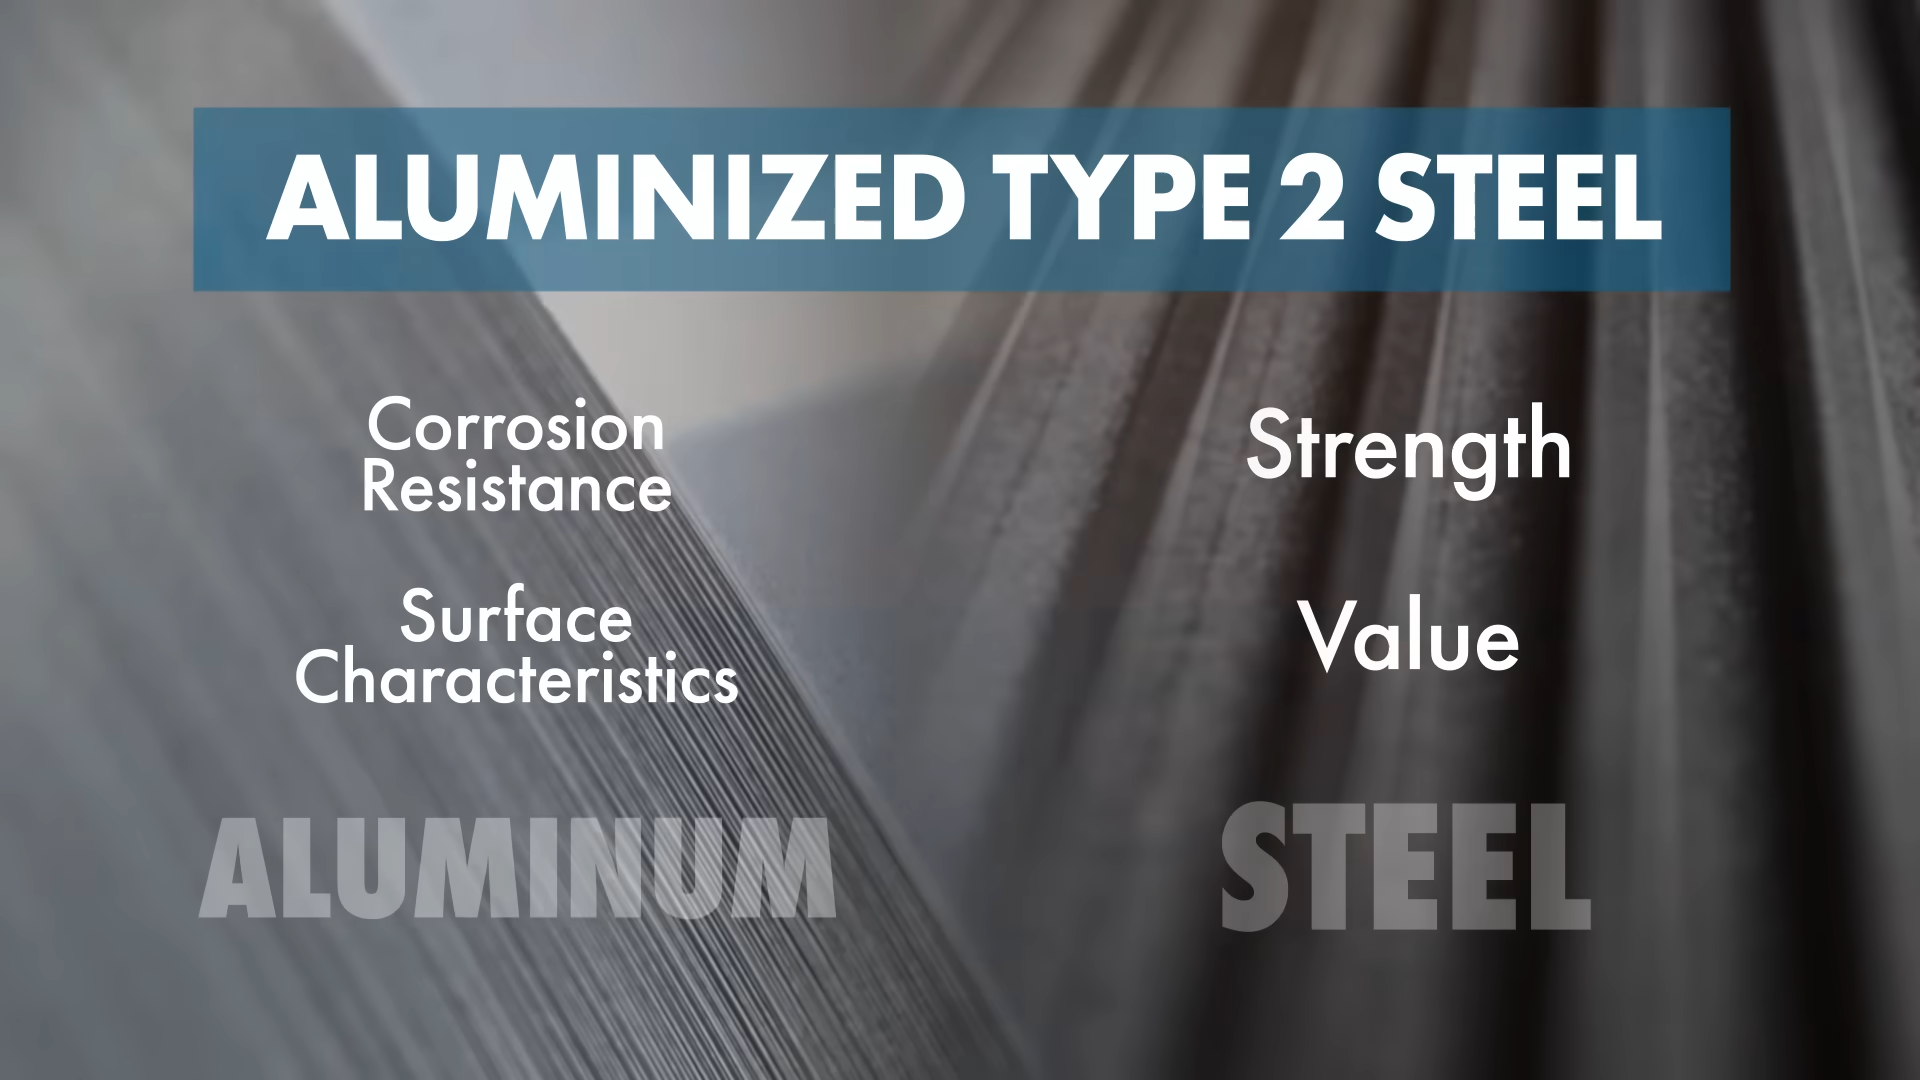 ALUMINIZED TYPE 2 STEEL
Corrosion
Resistance
Surface
Characteristics
ALUMINUM
Strength
Value
STEEL